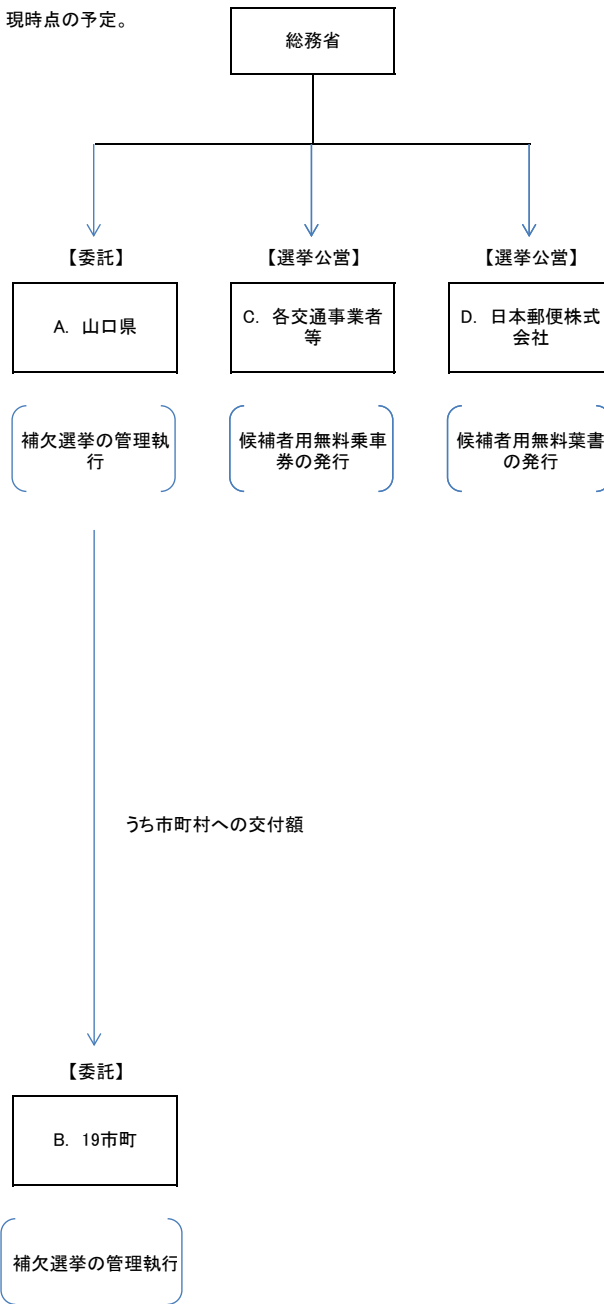 現時点の予定。
総務省
【委託】
【選挙公営】
【選挙公営】
A. 山口県
C. 各交通事業者
等
D. 日本郵便株式
会社
補欠選挙の管理執
行
候補者用無料乗車
券の発行
候補者用無料葉書
の発行
うち市町村への交付額
【委託】
B. 19市町
補欠選挙の管理執行